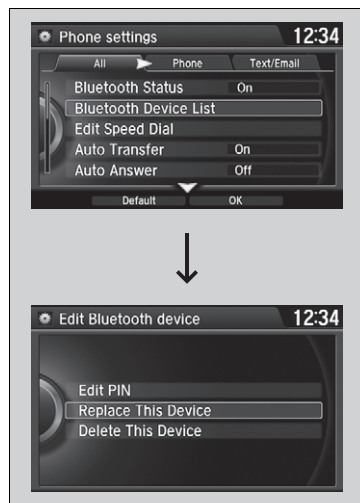 Phone settings 12:34
All Phone Text/Email
Bluetooth Status On
Bluetooth Device List
Edit Speed Dial
Auto Transfer On
Auto Answer Off
Default OK
Edit Bluetooth device 12:34
Edit PIN
Replace This Device
Delete This Device